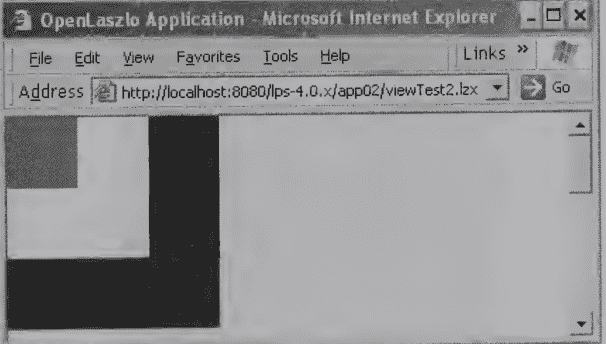 OpenLaszlo Application - Microsoft Internet Explorer
File Edit View Favorites Tools Help Links »
Address http://localhost:8080/lps-4.0.x/app02/viewTest2.lzx Go